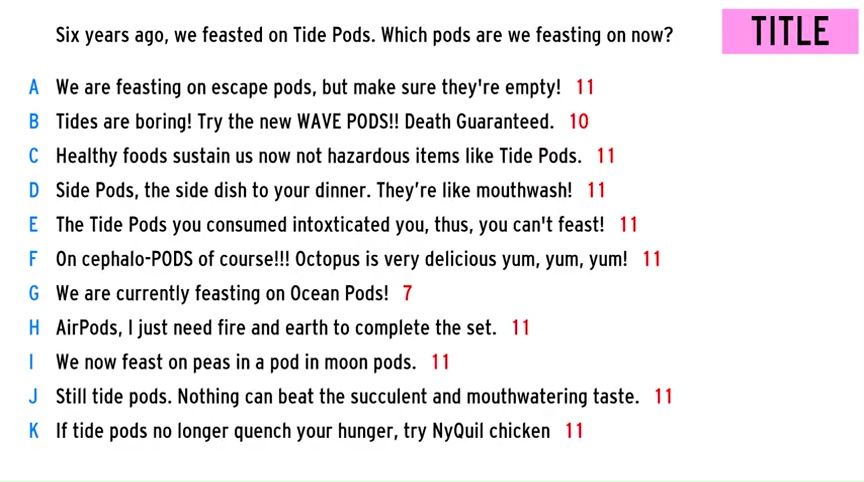 Six years ago, we feasted on Tide Pods. Which pods are we feasting on now?
TITLE
A We are feasting on escape pods, but make sure they're empty! 11
B Tides are boring! Try the new WAVE PODS!! Death Guaranteed. 10
C Healthy foods sustain us now not hazardous items like Tide Pods. 11
D Side Pods, the side dish to your dinner. They’re like mouthwash! 11
E The Tide Pods you consumed intoxticated you, thus, you can't feast! 11
F On cephalo-PODS of course!!! Octopus is very delicious yum, yum, yum! 11
G We are currently feasting on Ocean Pods! 7
H AirPods, I just need fire and earth to complete the set. 11
I We now feast on peas in a pod in moon pods. 11
J Still tide pods. Nothing can beat the succulent and mouthwatering taste. 11
K If tide pods no longer quench your hunger, try NyQuil chicken 11